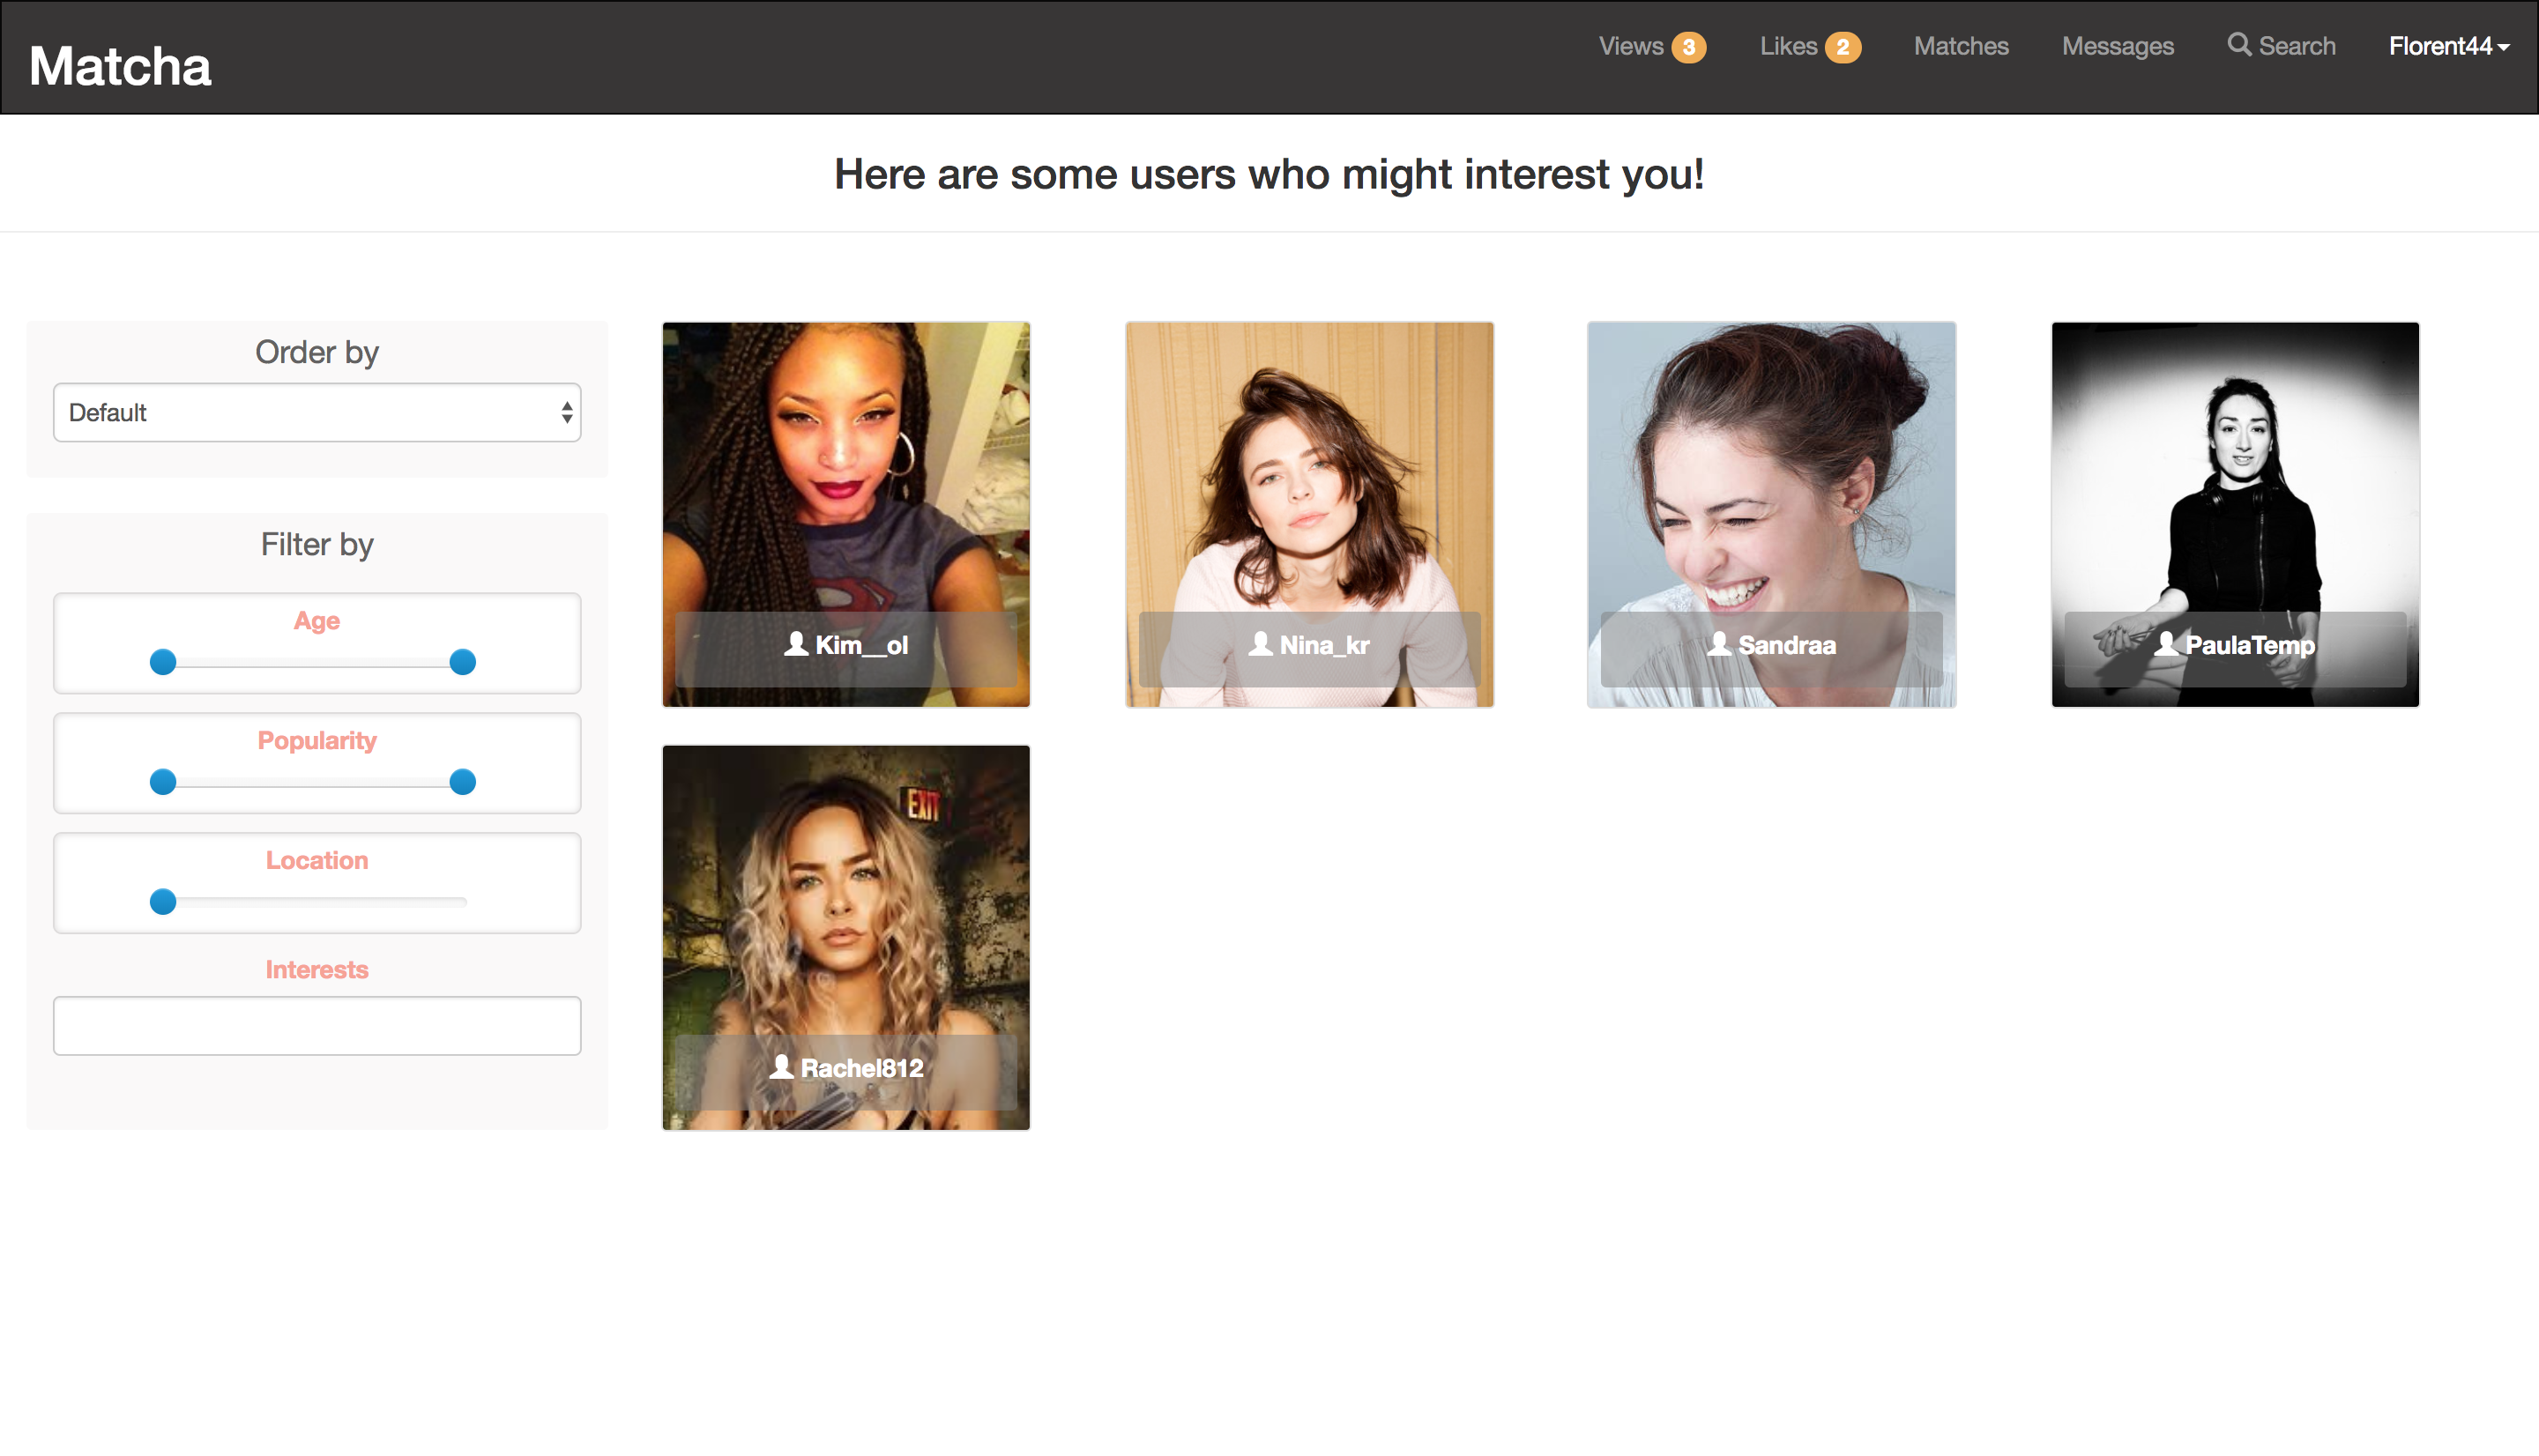 Matcha
Views 3 Likes 2 Matches Messages Search Florent44
Here are some users who might interest you!
Order by
Default
Filter by
Age
Popularity
Location
Interests
Kim__ol
Nina_kr
Sandraa
PaulaTemp
EXIT
Rachel812